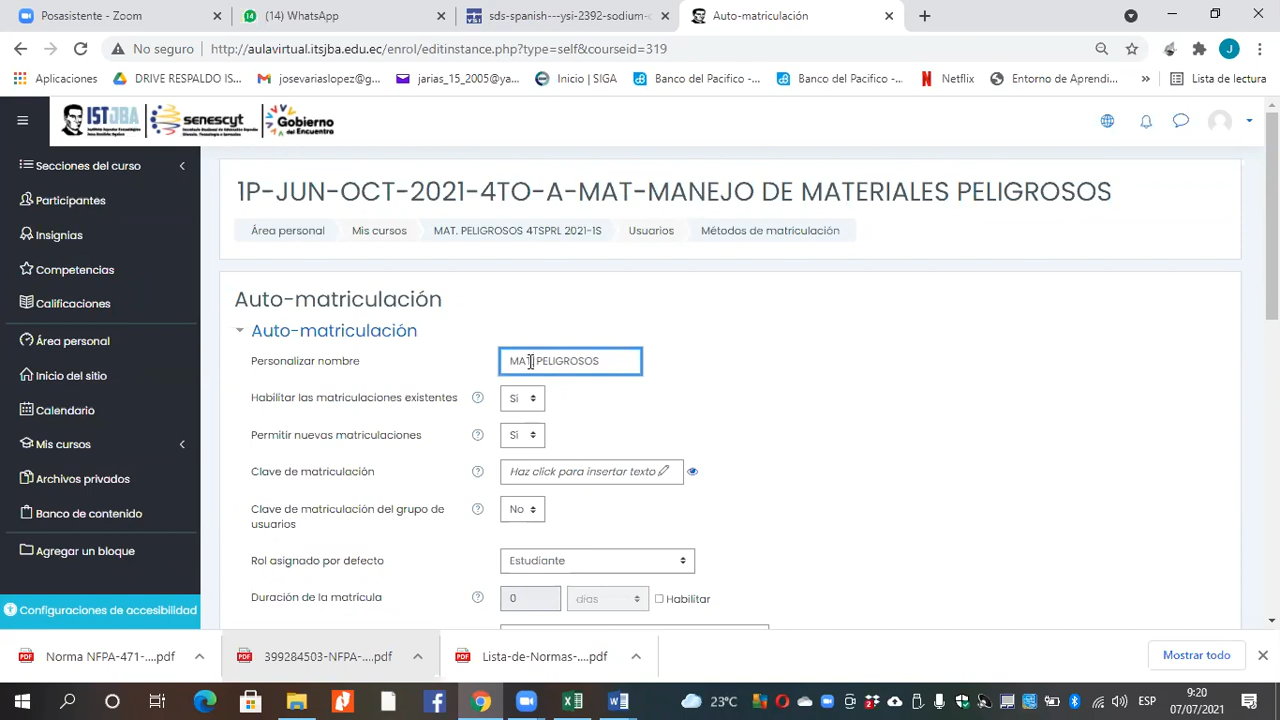 Posasistente - Zoom
(14) WhatsApp
sds-spanish---ysi-2392-sodium-c
Auto-matriculación
No seguro
http://aulavirtual.itsjba.edu.ec/enrol/editinstance.php?type=self&courseid=319
J
Aplicaciones
DRIVE RESPALDO IS...
josevariaslopez@g...
jarias_15_2005@ya...
Inicio | SIGA
Banco del Pacifico -...
Banco del Pacifico -...
Netflix
Entorno de Aprendi...
»
Lista de lectura
ISTJBA
senescyt
Gobierno
del Encuentro
Secciones del curso
Participantes
Insignias
Competencias
Calificaciones
Área personal
Inicio del sitio
Calendario
Mis cursos
Archivos privados
Banco de contenido
Agregar un bloque
Configuraciones de accesibilidad
1P-JUN-OCT-2021-4TO-A-MAT-MANEJO DE MATERIALES PELIGROSOS
Área personal
Mis cursos
MAT. PELIGROSOS 4TSPRL 2021-1S
Usuarios
Métodos de matriculación
Auto-matriculación
Auto-matriculación
Personalizar nombre
MAT PELIGROSOS
Habilitar las matriculaciones existentes
Sí
Permitir nuevas matriculaciones
Sí
Clave de matriculación
Haz click para insertar texto
Clave de matriculación del grupo de
usuarios
No
Rol asignado por defecto
Estudiante
Duración de la matricula
0
días
Habilitar
Norma NFPA-471-....pdf
399284503-NFPA-....pdf
Lista-de-Normas-....pdf
Mostrar todo
23°C
ESP
9:20
07/07/2021